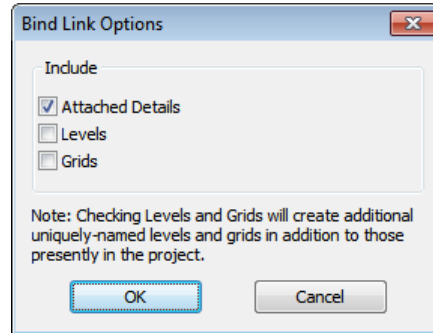 Bind Link Options
Include
Attached Details
Levels
Grids
Note: Checking Levels and Grids will create additional
uniquely-named levels and grids in addition to those
presently in the project.
OK
Cancel